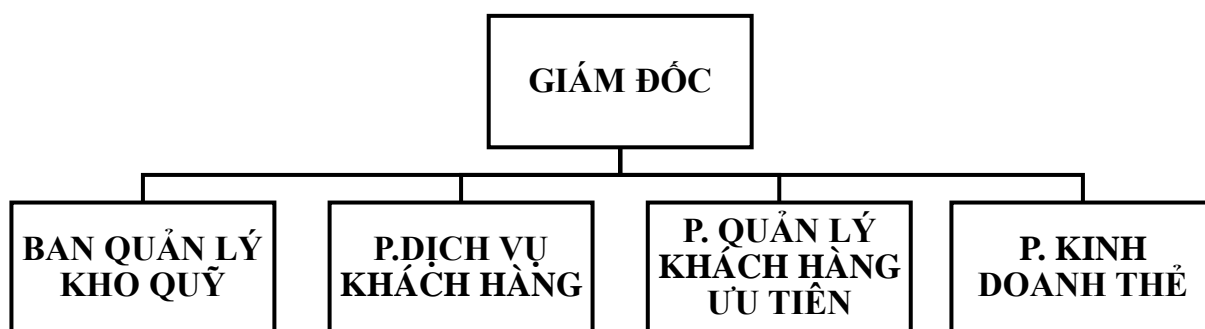 GIÁM ĐỐC
BAN QUẢN LÝ
KHO QUỸ
P.DỊCH VỤ
KHÁCH HÀNG
P. QUẢN LÝ
KHÁCH HÀNG
ƯU TIÊN
P. KINH
DOANH THẺ